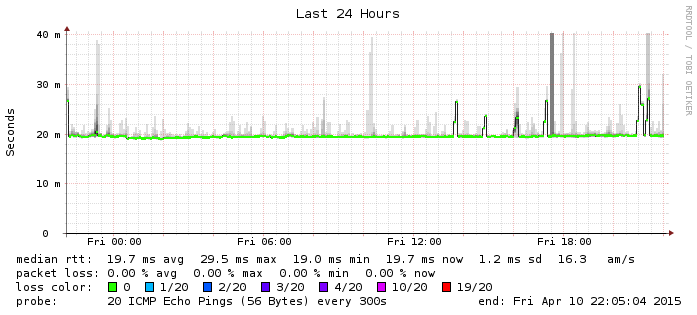 Last 24 Hours
RRDTOOL / TOBI OETIKER
Seconds
40 m
30 m
20 m
10 m
0
Fri 00:00 Fri 06:00 Fri 12:00 Fri 18:00
median rtt: 19.7 ms avg 29.5 ms max 19.0 ms min 19.7 ms now 1.2 ms sd 16.3 am/s
packet loss: 0.00 % avg 0.00 % max 0.00 % min 0.00 % now
loss color: 0 1/20 2/20 3/20 4/20 10/20 19/20
probe: 20 ICMP Echo Pings (56 Bytes) every 300s end: Fri Apr 10 22:05:04 2015